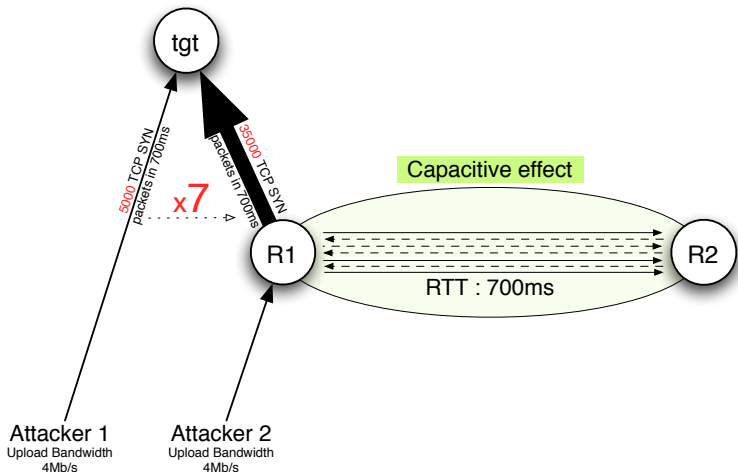 tgt
5000 TCP SYN
packets in 700ms
35000 TCP SYN
packets in 700ms
x7
Capacitive effect
R1
R2
RTT : 700ms
Attacker 1
Upload Bandwidth
4Mb/s
Attacker 2
Upload Bandwidth
4Mb/s